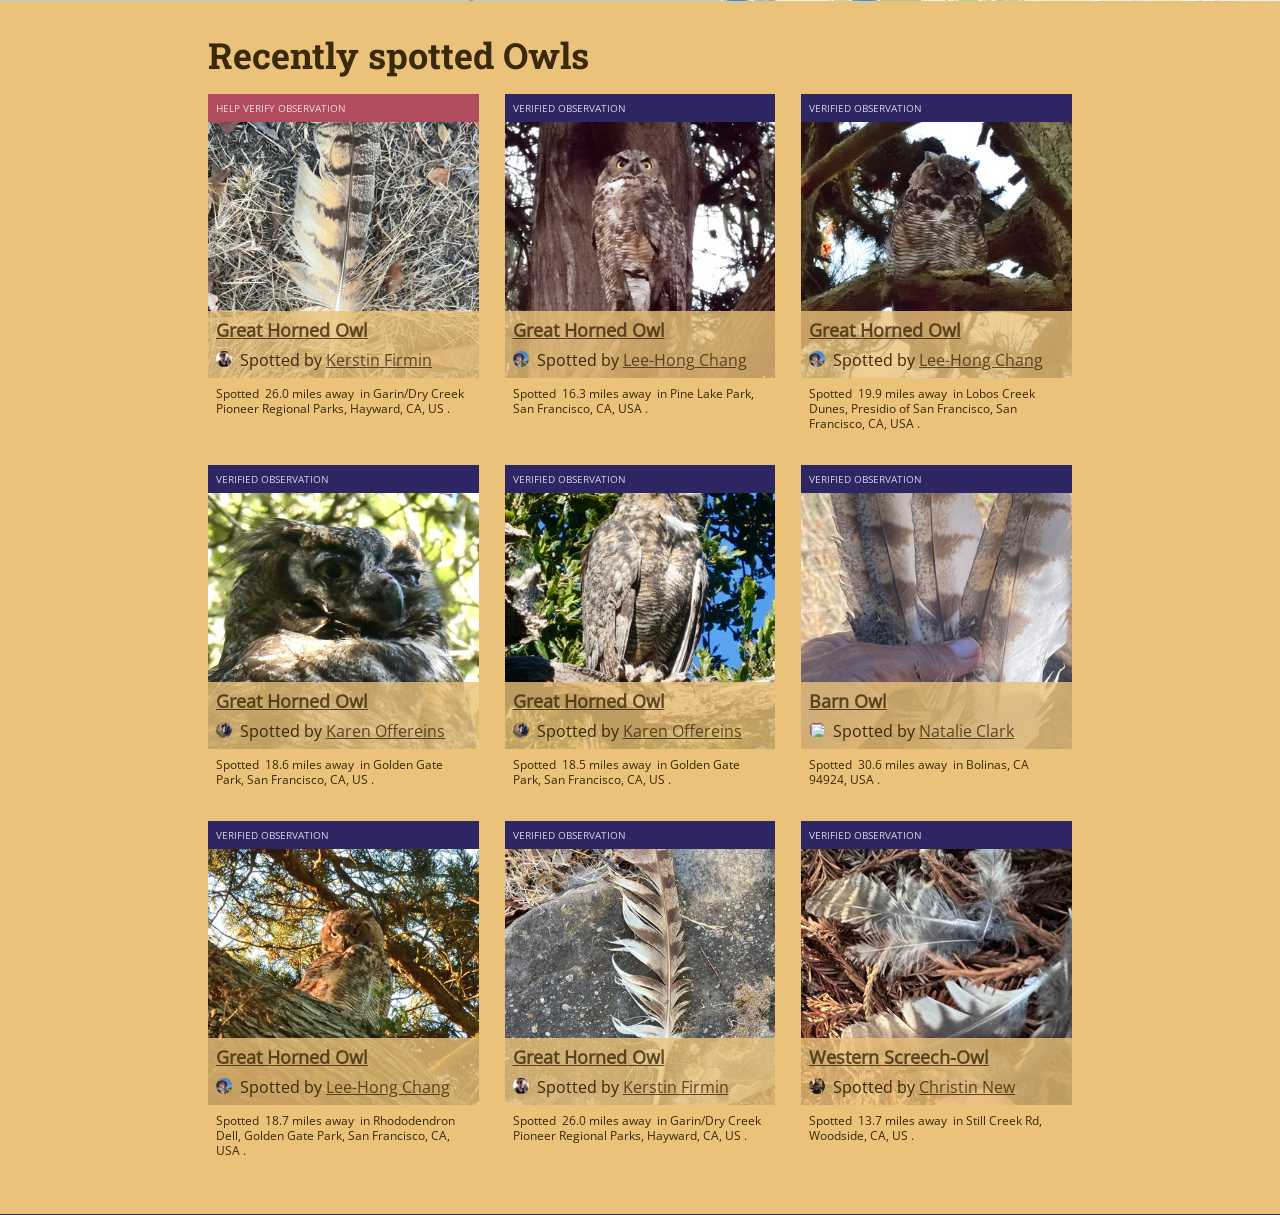 Recently spotted Owls
HELP VERIFY OBSERVATION
Great Horned Owl
Spotted by Kerstin Firmin
Spotted 26.0 miles away in Garin/Dry Creek
Pioneer Regional Parks, Hayward, CA, US .
VERIFIED OBSERVATION
Great Horned Owl
Spotted by Lee-Hong Chang
Spotted 16.3 miles away in Pine Lake Park,
San Francisco, CA, USA .
VERIFIED OBSERVATION
Great Horned Owl
Spotted by Lee-Hong Chang
Spotted 19.9 miles away in Lobos Creek
Dunes, Presidio of San Francisco, San
Francisco, CA, USA .
VERIFIED OBSERVATION
Great Horned Owl
Spotted by Karen Offereins
Spotted 18.6 miles away in Golden Gate
Park, San Francisco, CA, US .
VERIFIED OBSERVATION
Great Horned Owl
Spotted by Karen Offereins
Spotted 18.5 miles away in Golden Gate
Park, San Francisco, CA, US .
VERIFIED OBSERVATION
Barn Owl
Spotted by Natalie Clark
Spotted 30.6 miles away in Bolinas, CA
94924, USA .
VERIFIED OBSERVATION
Great Horned Owl
Spotted by Lee-Hong Chang
Spotted 18.7 miles away in Rhododendron
Dell, Golden Gate Park, San Francisco, CA,
USA .
VERIFIED OBSERVATION
Great Horned Owl
Spotted by Kerstin Firmin
Spotted 26.0 miles away in Garin/Dry Creek
Pioneer Regional Parks, Hayward, CA, US .
VERIFIED OBSERVATION
Western Screech-Owl
Spotted by Christin New
Spotted 13.7 miles away in Still Creek Rd,
Woodside, CA, US .